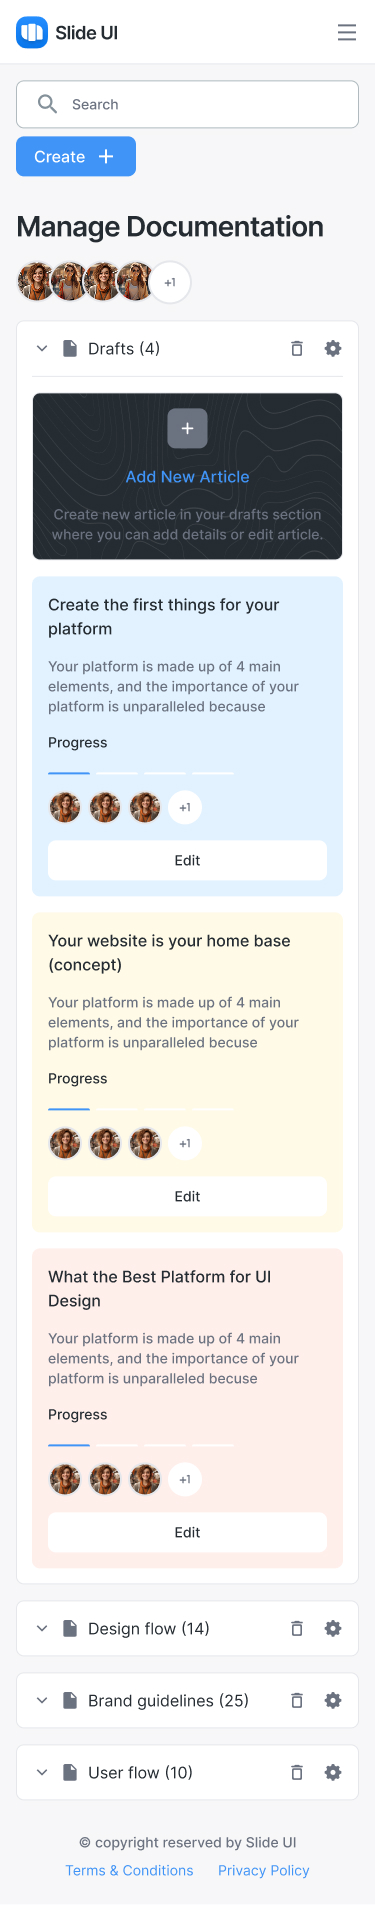 Slide UI
Search
Create
Manage Documentation
+1
Drafts (4)
Add New Article
Create new article in your drafts section
where you can add details or edit article.
Create the first things for your
platform
Your platform is made up of 4 main
elements, and the importance of your
platform is unparalleled because
Progress
+1
Edit
Your website is your home base
(concept)
Your platform is made up of 4 main
elements, and the importance of your
platform is unparalleled becuse
Progress
+1
Edit
What the Best Platform for UI
Design
Your platform is made up of 4 main
elements, and the importance of your
platform is unparalleled becuse
Progress
+1
Edit
Design flow (14)
Brand guidelines (25)
User flow (10)
© copyright reserved by Slide UI
Terms & Conditions Privacy Policy